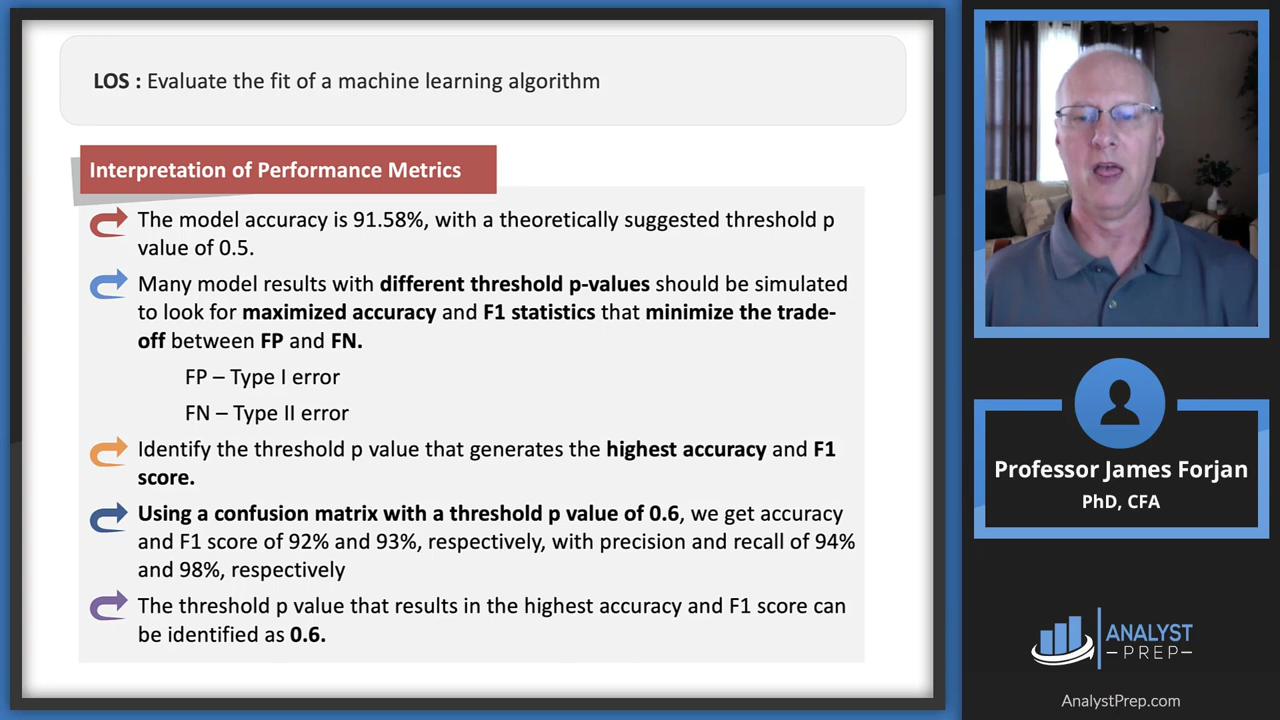 LOS : Evaluate the fit of a machine learning algorithm
Interpretation of Performance Metrics
The model accuracy is 91.58%, with a theoretically suggested threshold p
value of 0.5.
Many model results with different threshold p-values should be simulated
to look for maximized accuracy and F1 statistics that minimize the trade-
off between FP and FN.
FP – Type I error
FN – Type II error
Identify the threshold p value that generates the highest accuracy and F1
score.
Using a confusion matrix with a threshold p value of 0.6, we get accuracy
and F1 score of 92% and 93%, respectively, with precision and recall of 94%
and 98%, respectively
The threshold p value that results in the highest accuracy and F1 score can
be identified as 0.6.
Professor James Forjan
PhD, CFA
ANALYST
PREP
AnalystPrep.com